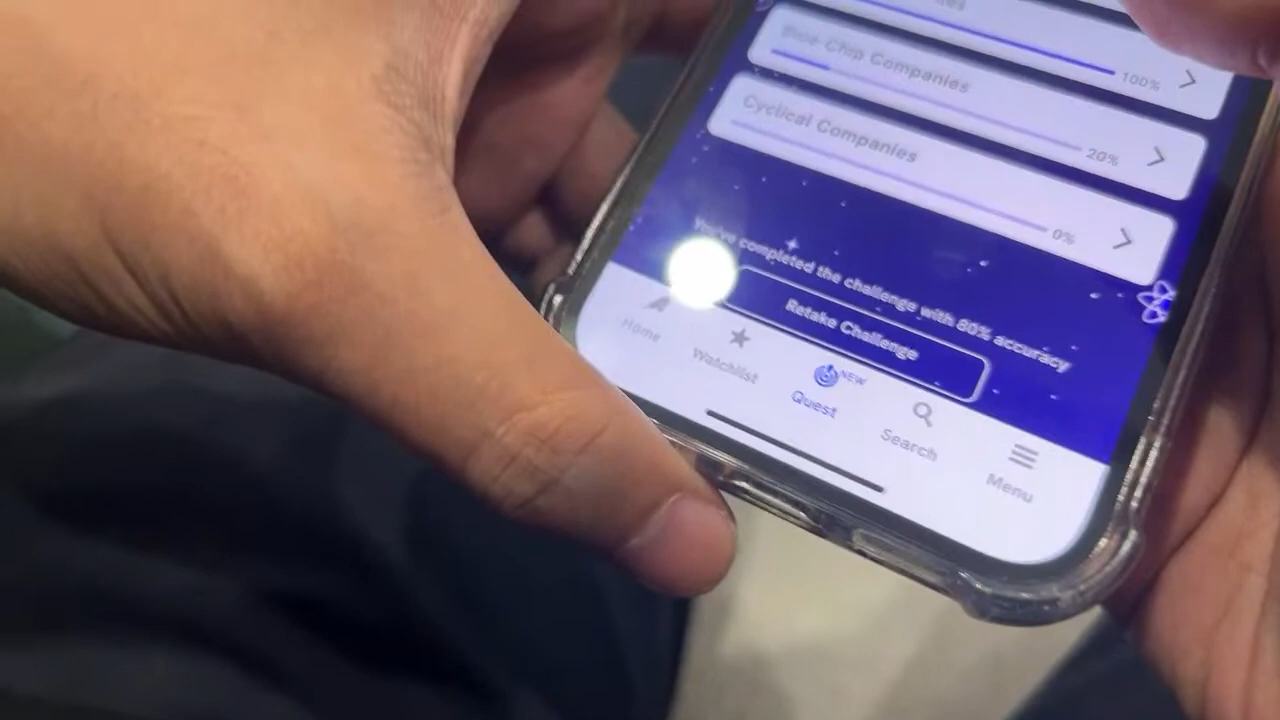 100%
Blue-Chip Companies
20%
Cyclical Companies
0%
You've completed the challenge with 80% accuracy
Retake Challenge
Home
Watchlist
Quest
NEW
Search
Menu